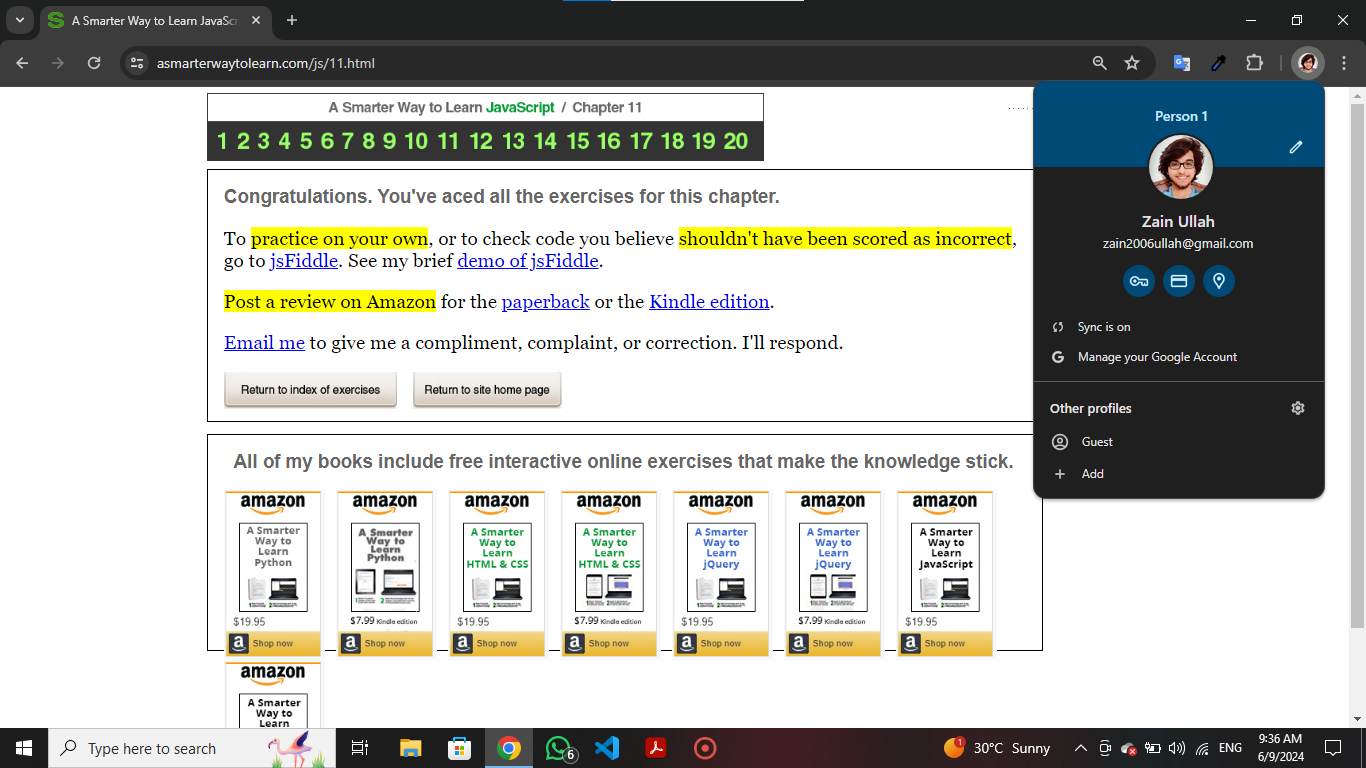 A Smarter Way to Learn JavaScr
asmarterwaytolearn.com/js/11.html
A Smarter Way to Learn JavaScript / Chapter 11
1 2 3 4 5 6 7 8 9 10 11 12 13 14 15 16 17 18 19 20
Congratulations. You've aced all the exercises for this chapter.
To practice on your own, or to check code you believe shouldn't have been scored as incorrect,
go to jsFiddle. See my brief demo of jsFiddle.
Post a review on Amazon for the paperback or the Kindle edition.
Email me to give me a compliment, complaint, or correction. I'll respond.
Return to index of exercises
Return to site home page
All of my books include free interactive online exercises that make the knowledge stick.
amazon
A Smarter
Way to
Learn
Python
$19.95
a Shop now
amazon
A Smarter
Way to
Learn
Python
$7.99 Kindle edition
a Shop now
amazon
A Smarter
Way to
Learn
HTML & CSS
$19.95
a Shop now
amazon
A Smarter
Way to
Learn
HTML & CSS
$7.99 Kindle edition
a Shop now
amazon
A Smarter
Way to
Learn
jQuery
$19.95
a Shop now
amazon
A Smarter
Way to
Learn
jQuery
$7.99 Kindle edition
a Shop now
amazon
A Smarter
Way to
Learn
JavaScript
$19.95
a Shop now
amazon
A Smarter
Way to
Learn
Person 1
Zain Ullah
zain2006ullah@gmail.com
Sync is on
Manage your Google Account
Other profiles
Guest
Add
Type here to search
6
1
30°C Sunny
ENG
9:36 AM
6/9/2024